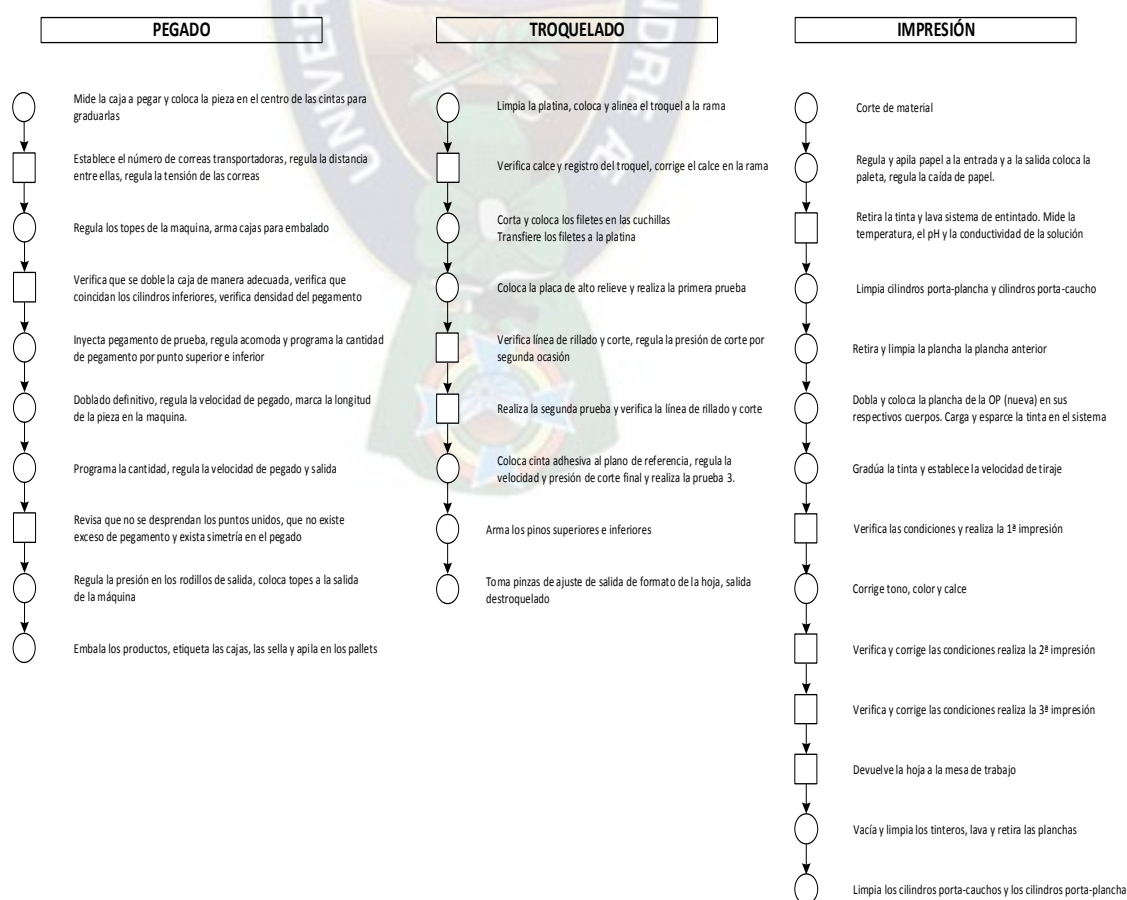 PEGADO
Mide la caja a pegar y coloca la pieza en el centro de las cintas para
graduarlas
Establece el número de correas transportadoras, regula la distancia
entre ellas, regula la tensión de las correas
Regula los topes de la maquina, arma cajas para embalado
Verifica que se doble la caja de manera adecuada, verifica que
coincidan los cilindros inferiores, verifica densidad del pegamento
Inyecta pegamento de prueba, regula acomoda y programa la cantidad
de pegamento por punto superior e inferior
Doblado definitivo, regula la velocidad de pegado, marca la longitud
de la pieza en la maquina.
Programa la cantidad, regula la velocidad de pegado y salida
Revisa que no se desprendan los puntos unidos, que no existe
exceso de pegamento y exista simetría en el pegado
Regula la presión en los rodillos de salida, coloca topes a la salida
de la máquina
Embala los productos, etiqueta las cajas, las sella y apila en los pallets
TROQUELADO
Limpia la platina, coloca y alinea el troquel a la rama
Verifica calce y registro del troquel, corrige el calce en la rama
Corta y coloca los filetes en las cuchillas
Transfiere los filetes a la platina
Coloca la placa de alto relieve y realiza la primera prueba
Verifica línea de rillado y corte, regula la presión de corte por
segunda ocasión
Realiza la segunda prueba y verifica la línea de rillado y corte
Coloca cinta adhesiva al plano de referencia, regula la
velocidad y presión de corte final y realiza la prueba 3.
Arma los pinos superiores e inferiores
Toma pinzas de ajuste de salida de formato de la hoja, salida
destroquelado
IMPRESIÓN
Corte de material
Regula y apila papel a la entrada y a la salida coloca la
paleta, regula la caída de papel.
Retira la tinta y lava sistema de entintado. Mide la
temperatura, el pH y la conductividad de la solución
Limpia cilindros porta-plancha y cilindros porta-caucho
Retira y limpia la plancha la plancha anterior
Dobla y coloca la plancha de la OP (nueva) en sus
respectivos cuerpos. Carga y esparce la tinta en el sistema
Gradúa la tinta y establece la velocidad de tiraje
Verifica las condiciones y realiza la 1ª impresión
Corrige tono, color y calce
Verifica y corrige las condiciones realiza la 2ª impresión
Verifica y corrige las condiciones realiza la 3ª impresión
Devuelve la hoja a la mesa de trabajo
Vacía y limpia los tinteros, lava y retira las planchas
Limpia los cilindros porta-cauchos y los cilindros porta-plancha
UNIVER
NDRÉ A